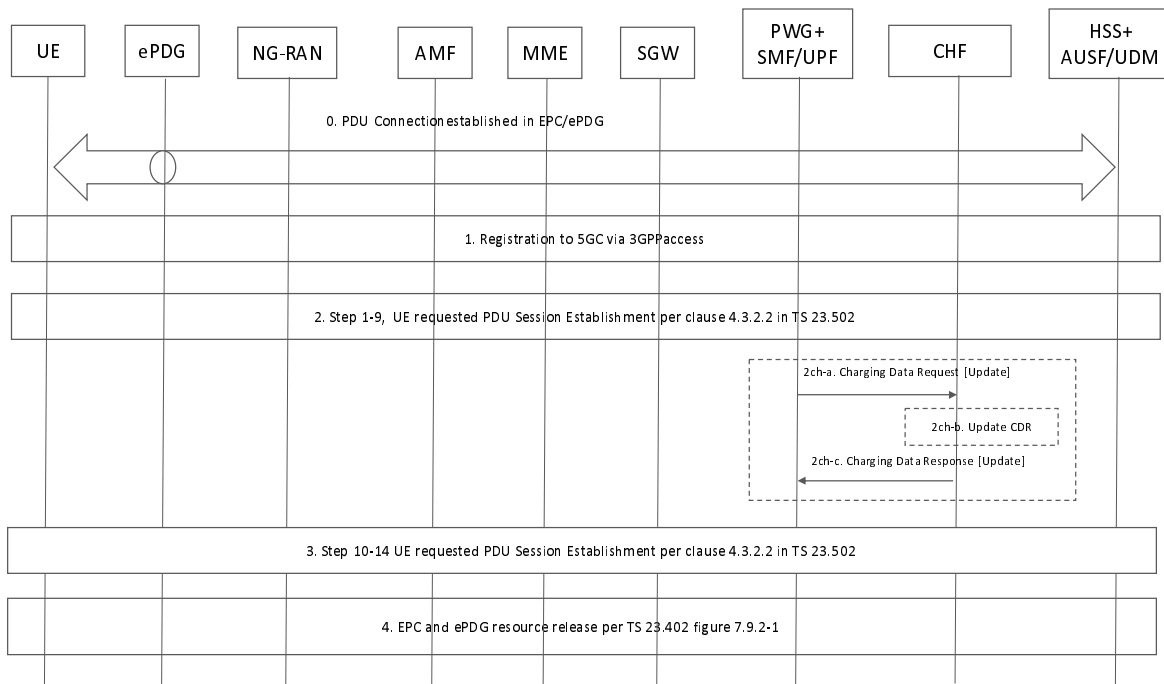 UE
ePDG
NG-RAN
AMF
MME
SGW
PWG+
SMF/UPF
CHF
HSS+
AUSF/UDM
0. PDU Connectionestablished in EPC/ePDG
1. Registration to 5GC via 3GPPaccess
2. Step 1-9, UE requested PDU Session Establishment per clause 4.3.2.2 in TS 23.502
2ch-a. Charging Data Request [Update]
2ch-b. Update CDR
2ch-c. Charging Data Response [Update]
3. Step 10-14 UE requested PDU Session Establishment per clause 4.3.2.2 in TS 23.502
4. EPC and ePDG resource release per TS 23.402 figure 7.9.2-1